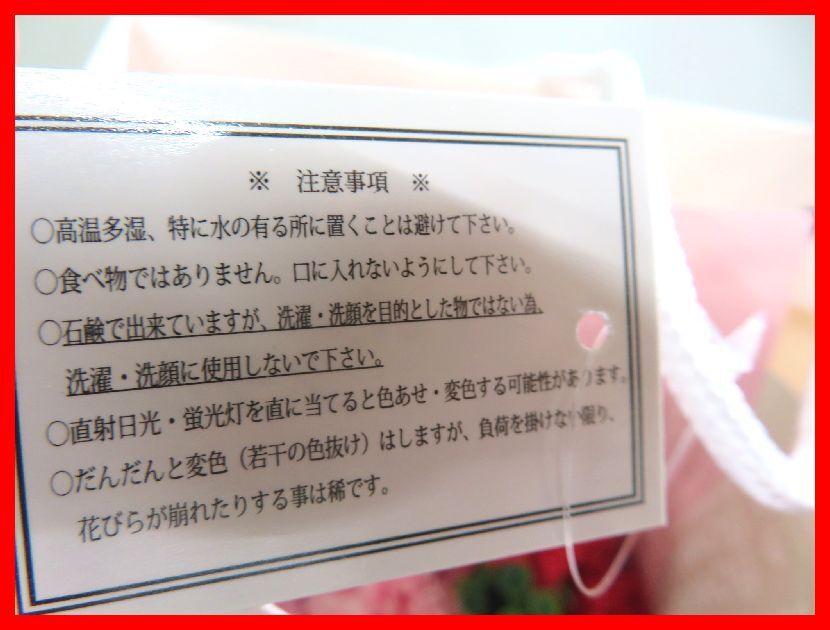 ※ 注意事項 ※
○高温多湿、特に水の有る所に置くことは避けて下さい。
○食べ物ではありません。口に入れないようにして下さい。
○石鹸で出来ていますが、洗濯・洗顔を目的とした物ではない為、
洗濯・洗顔に使用しないで下さい。
○直射日光・蛍光灯を直に当てると色あせ・変色する可能性があります。
○だんだんと変色（若干の色抜け）はしますが、負荷を掛けない限り、
花びらが崩れたりする事は稀です。